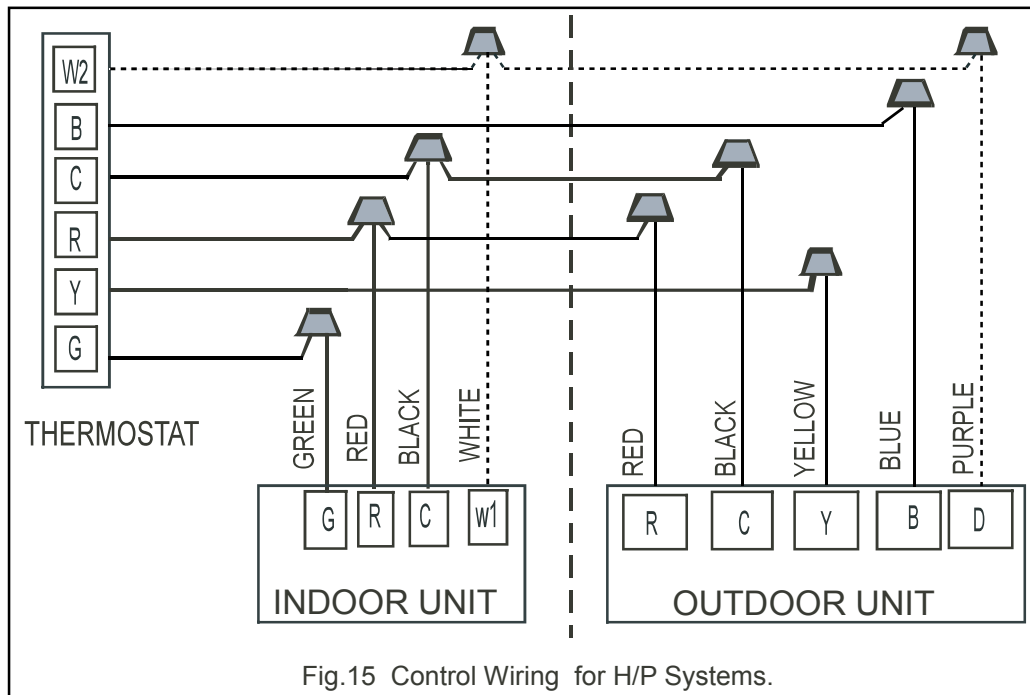 W2
B
C
R
Y
G
THERMOSTAT
GREEN
RED
BLACK
WHITE
RED
BLACK
YELLOW
BLUE
PURPLE
G R C w1
R C Y B D
INDOOR UNIT
OUTDOOR UNIT
Fig.15 Control Wiring for H/P Systems.